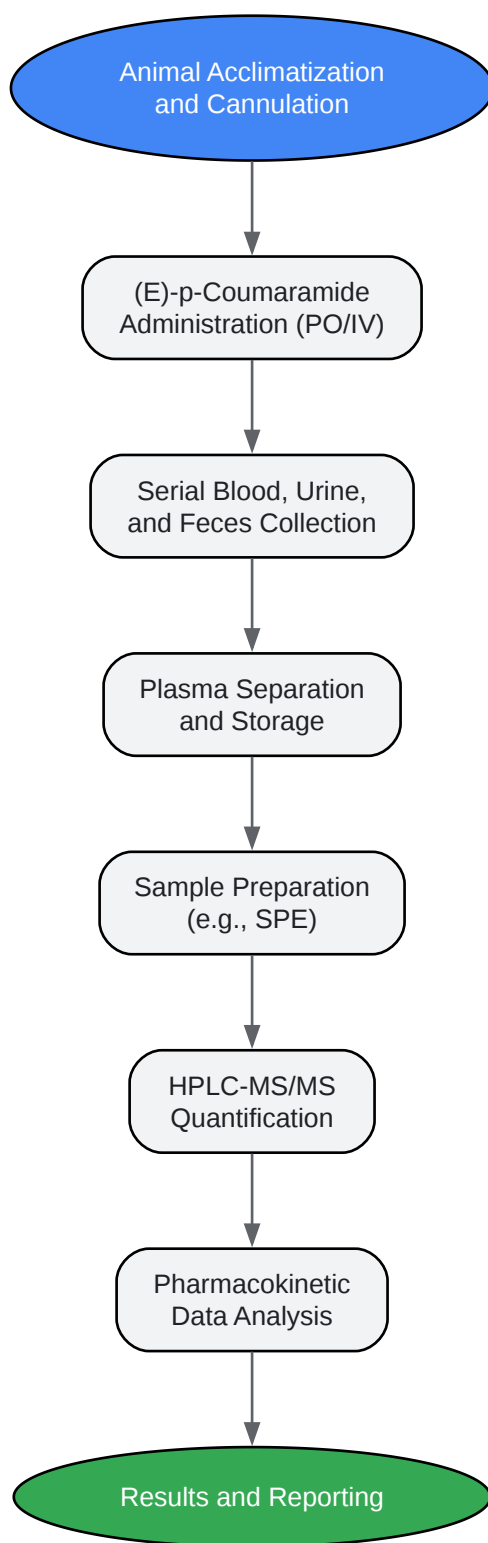 Animal Acclimatization
and Cannulation
(E)-p-Coumaramide
Administration (PO/IV)
Serial Blood, Urine,
and Feces Collection
Plasma Separation
and Storage
Sample Preparation
(e.g., SPE)
HPLC-MS/MS
Quantification
Pharmacokinetic
Data Analysis
Results and Reporting